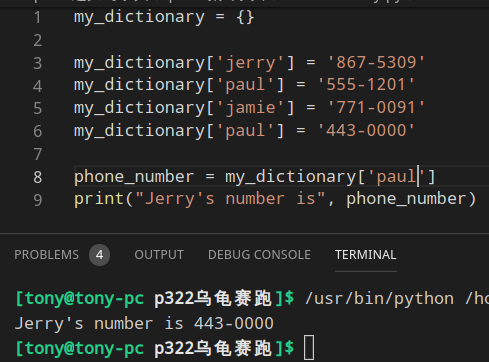 1 my_dictionary = {}
2
3 my_dictionary['jerry'] = '867-5309'
4 my_dictionary['paul'] = '555-1201'
5 my_dictionary['jamie'] = '771-0091'
6 my_dictionary['paul'] = '443-0000'
7
8 phone_number = my_dictionary['paul']
9 print("Jerry's number is", phone_number)
PROBLEMS 4 OUTPUT DEBUG CONSOLE TERMINAL
[tony@tony-pc p322乌龟赛跑]$ /usr/bin/python /ho
Jerry's number is 443-0000
[tony@tony-pc p322乌龟赛跑]$